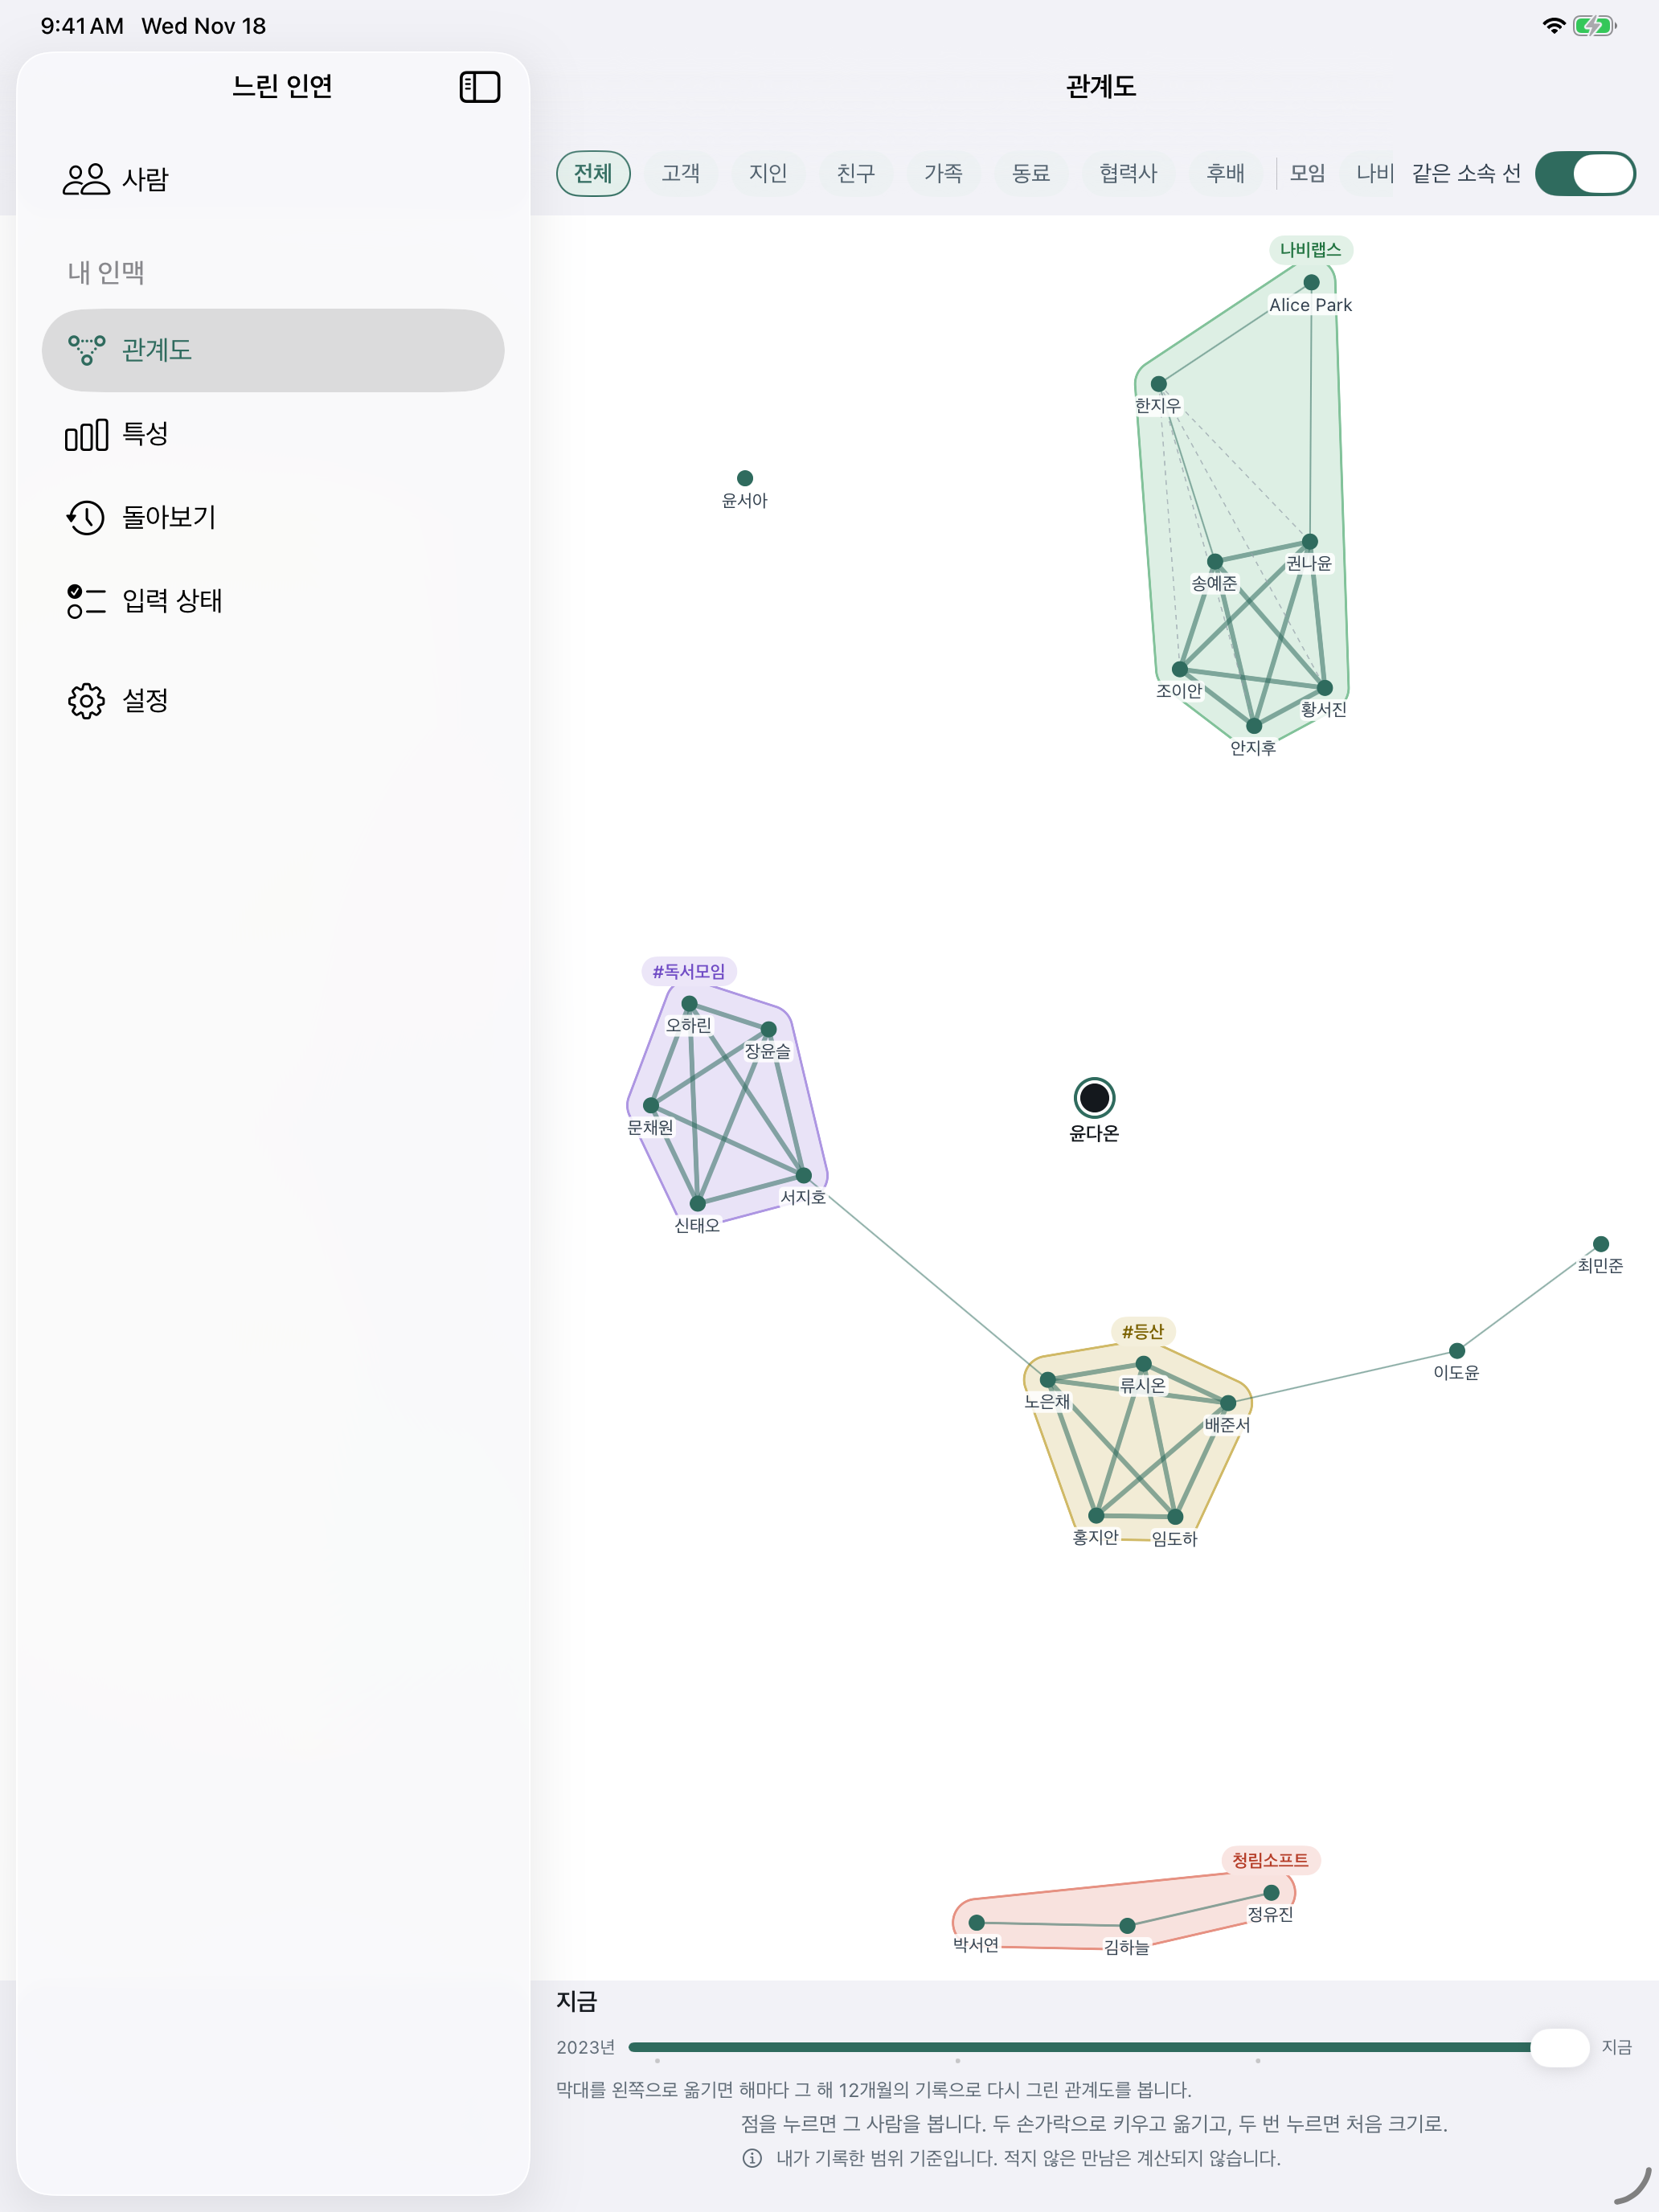 9:41 AM Wed Nov 18
느린 인연
사람
내 인맥
관계도
특성
돌아보기
입력 상태
설정
관계도
전체 고객 지인 친구 가족 동료 협력사 후배 모임 나비 같은 소속 선
나비랩스
Alice Park
한지우
윤서아
권나윤
송예준
조이안
황서진
안지후
#독서모임
오하린
장윤슬
문채원
서지호
신태오
윤다온
최민준
이도윤
#등산
류시온
노은채
배준서
홍지안
임도하
청림소프트
정유진
박서연
김하늘
지금
2023년
지금
막대를 왼쪽으로 옮기면 해마다 그 해 12개월의 기록으로 다시 그린 관계도를 봅니다.
점을 누르면 그 사람을 봅니다. 두 손가락으로 키우고 옮기고, 두 번 누르면 처음 크기로.
내가 기록한 범위 기준입니다. 적지 않은 만남은 계산되지 않습니다.